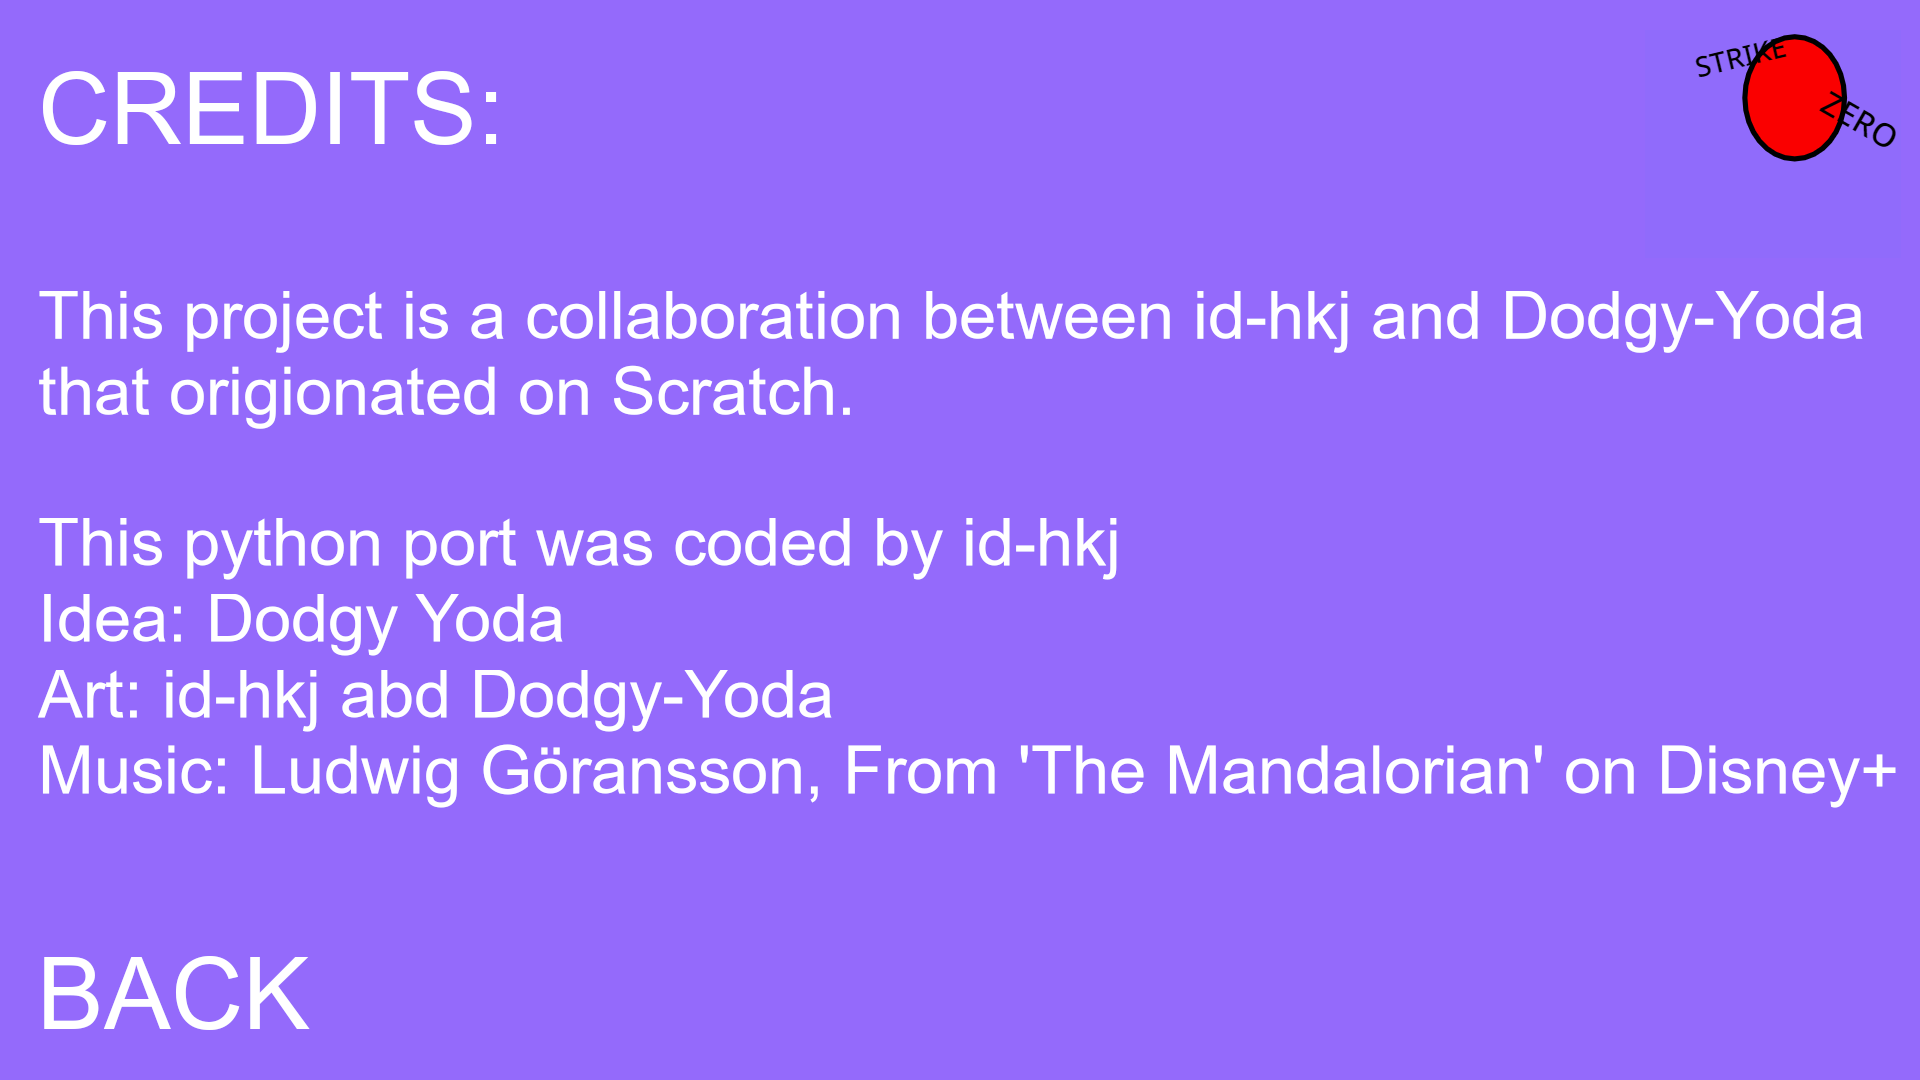 CREDITS:
STRIKE
ZERO
This project is a collaboration between id-hkj and Dodgy-Yoda
that origionated on Scratch.
This python port was coded by id-hkj
Idea: Dodgy Yoda
Art: id-hkj abd Dodgy-Yoda
Music: Ludwig Göransson, From 'The Mandalorian' on Disney+
BACK